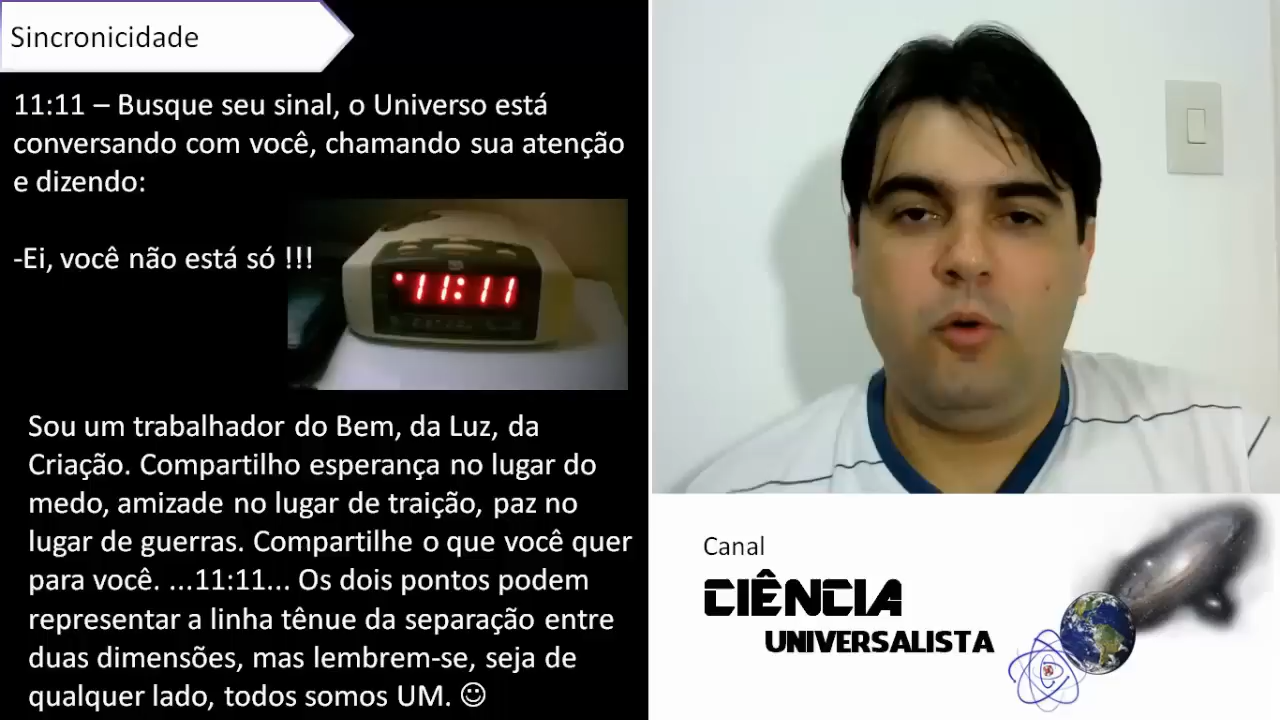 Sincronicidade
11:11 – Busque seu sinal, o Universo está
conversando com você, chamando sua atenção
e dizendo:
-Ei, você não está só !!!
11:11
Sou um trabalhador do Bem, da Luz, da
Criação. Compartilho esperança no lugar do
medo, amizade no lugar de traição, paz no
lugar de guerras. Compartilhe o que você quer
para você. ...11:11... Os dois pontos podem
representar a linha tênue da separação entre
duas dimensões, mas lembrem-se, seja de
qualquer lado, todos somos UM. ☺
Canal
CIÊNCIA
UNIVERSALISTA